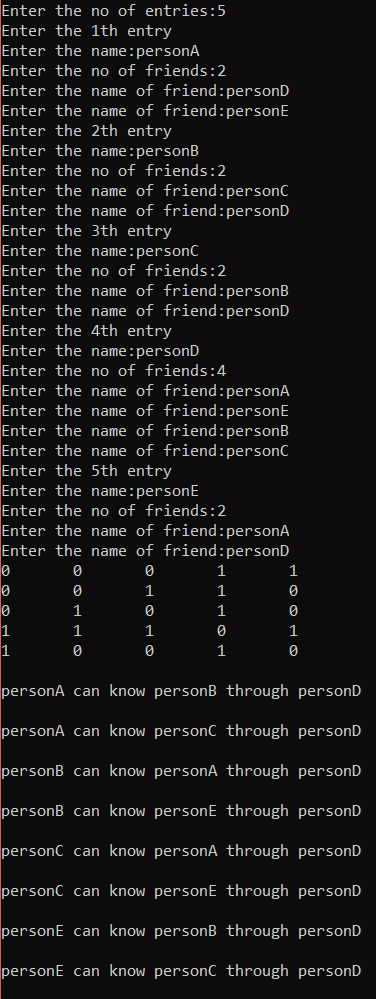 Enter the no of entries:5
Enter the 1th entry
Enter the name:personA
Enter the no of friends:2
Enter the name of friend:personD
Enter the name of friend:personE
Enter the 2th entry
Enter the name:personB
Enter the no of friends:2
Enter the name of friend:personC
Enter the name of friend:personD
Enter the 3th entry
Enter the name:personC
Enter the no of friends:2
Enter the name of friend:personB
Enter the name of friend:personD
Enter the 4th entry
Enter the name:personD
Enter the no of friends:4
Enter the name of friend:personA
Enter the name of friend:personE
Enter the name of friend:personB
Enter the name of friend:personC
Enter the 5th entry
Enter the name:personE
Enter the no of friends:2
Enter the name of friend:personA
Enter the name of friend:personD
0 0 0 1 1
0 0 1 1 0
0 1 0 1 0
1 1 1 0 1
1 0 0 1 0
personA can know personB through personD
personA can know personC through personD
personB can know personA through personD
personB can know personE through personD
personC can know personA through personD
personC can know personE through personD
personE can know personB through personD
personE can know personC through personD